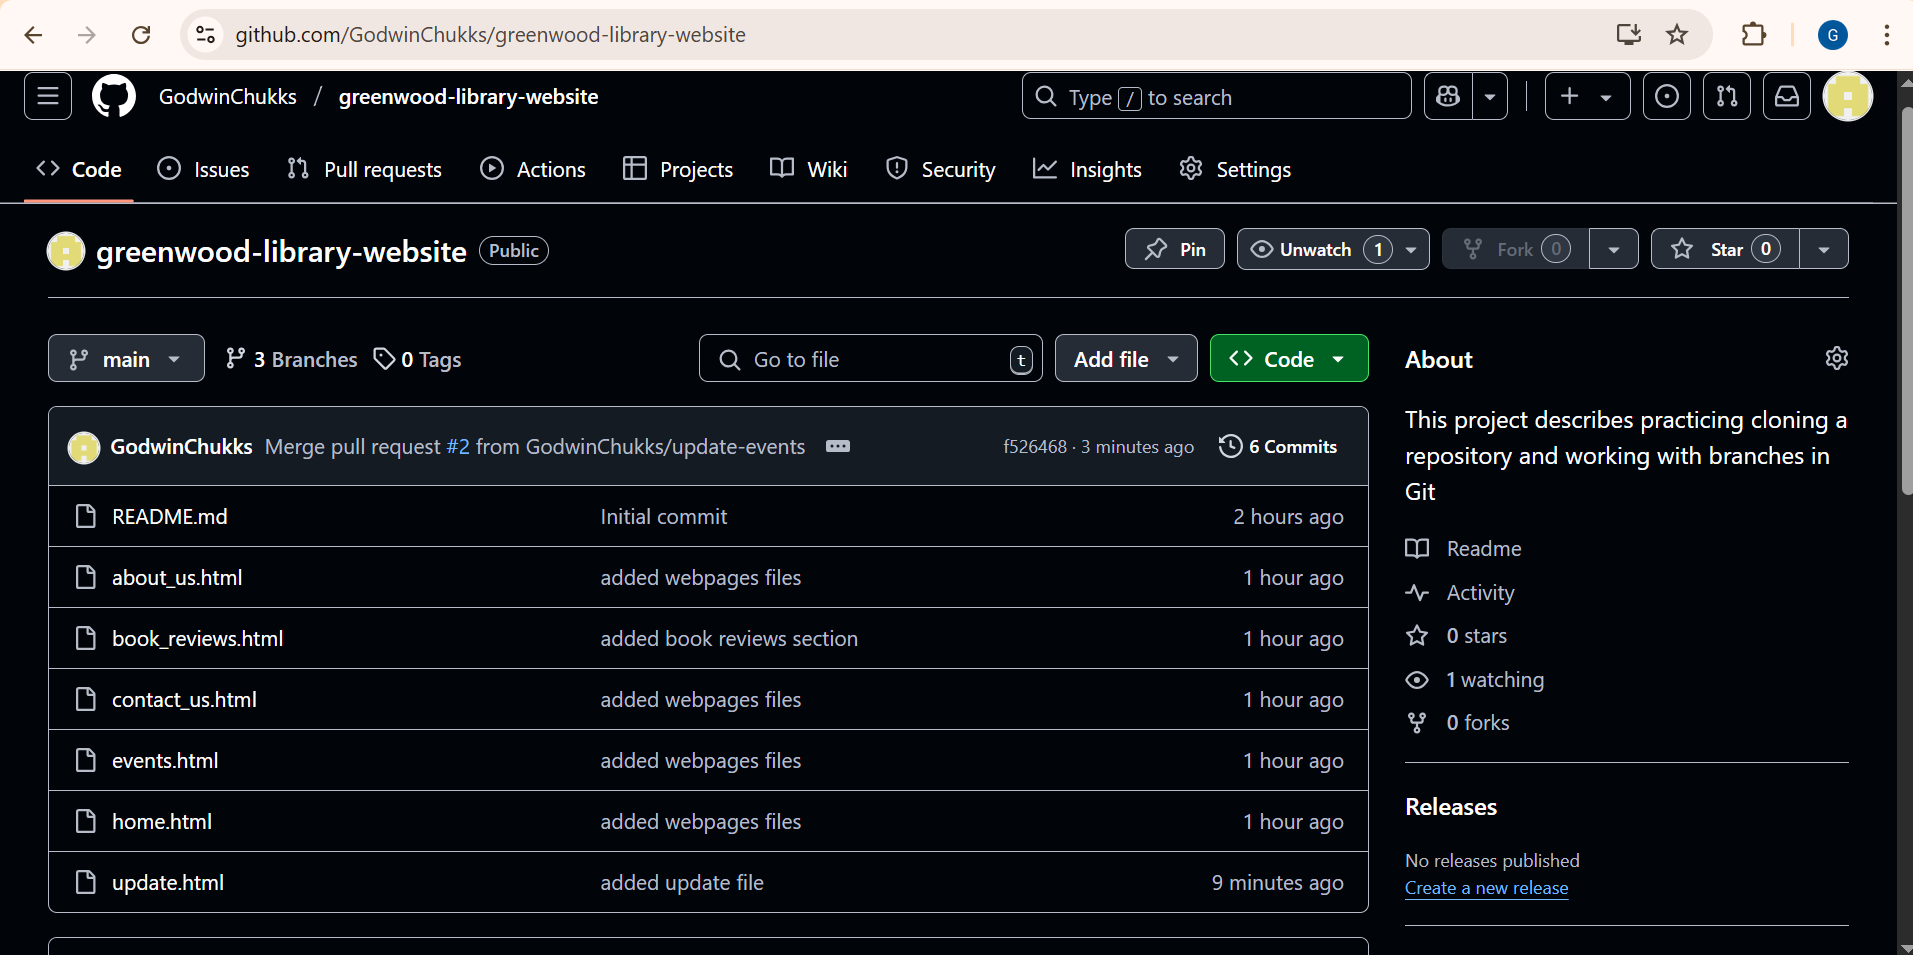 github.com/GodwinChukks/greenwood-library-website
G
GodwinChukks / greenwood-library-website
Type / to search
Code Issues Pull requests Actions Projects Wiki Security Insights Settings
greenwood-library-website Public
Pin Unwatch 1 Fork 0 Star 0
main 3 Branches 0 Tags Go to file t Add file Code
GodwinChukks Merge pull request #2 from GodwinChukks/update-events f526468 · 3 minutes ago 6 Commits
README.md Initial commit 2 hours ago
about_us.html added webpages files 1 hour ago
book_reviews.html added book reviews section 1 hour ago
contact_us.html added webpages files 1 hour ago
events.html added webpages files 1 hour ago
home.html added webpages files 1 hour ago
update.html added update file 9 minutes ago
About
This project describes practicing cloning a
repository and working with branches in
Git
Readme
Activity
0 stars
1 watching
0 forks
Releases
No releases published
Create a new release